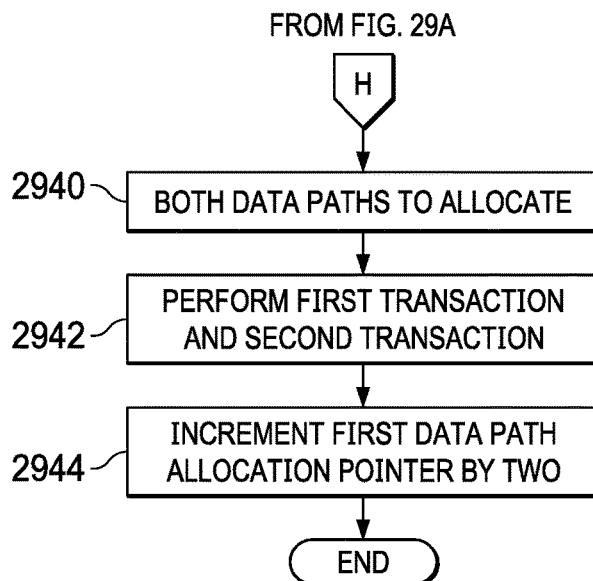 FROM FIG. 29A
H
2940
BOTH DATA PATHS TO ALLOCATE
2942
PERFORM FIRST TRANSACTION
AND SECOND TRANSACTION
2944
INCREMENT FIRST DATA PATH
ALLOCATION POINTER BY TWO
END